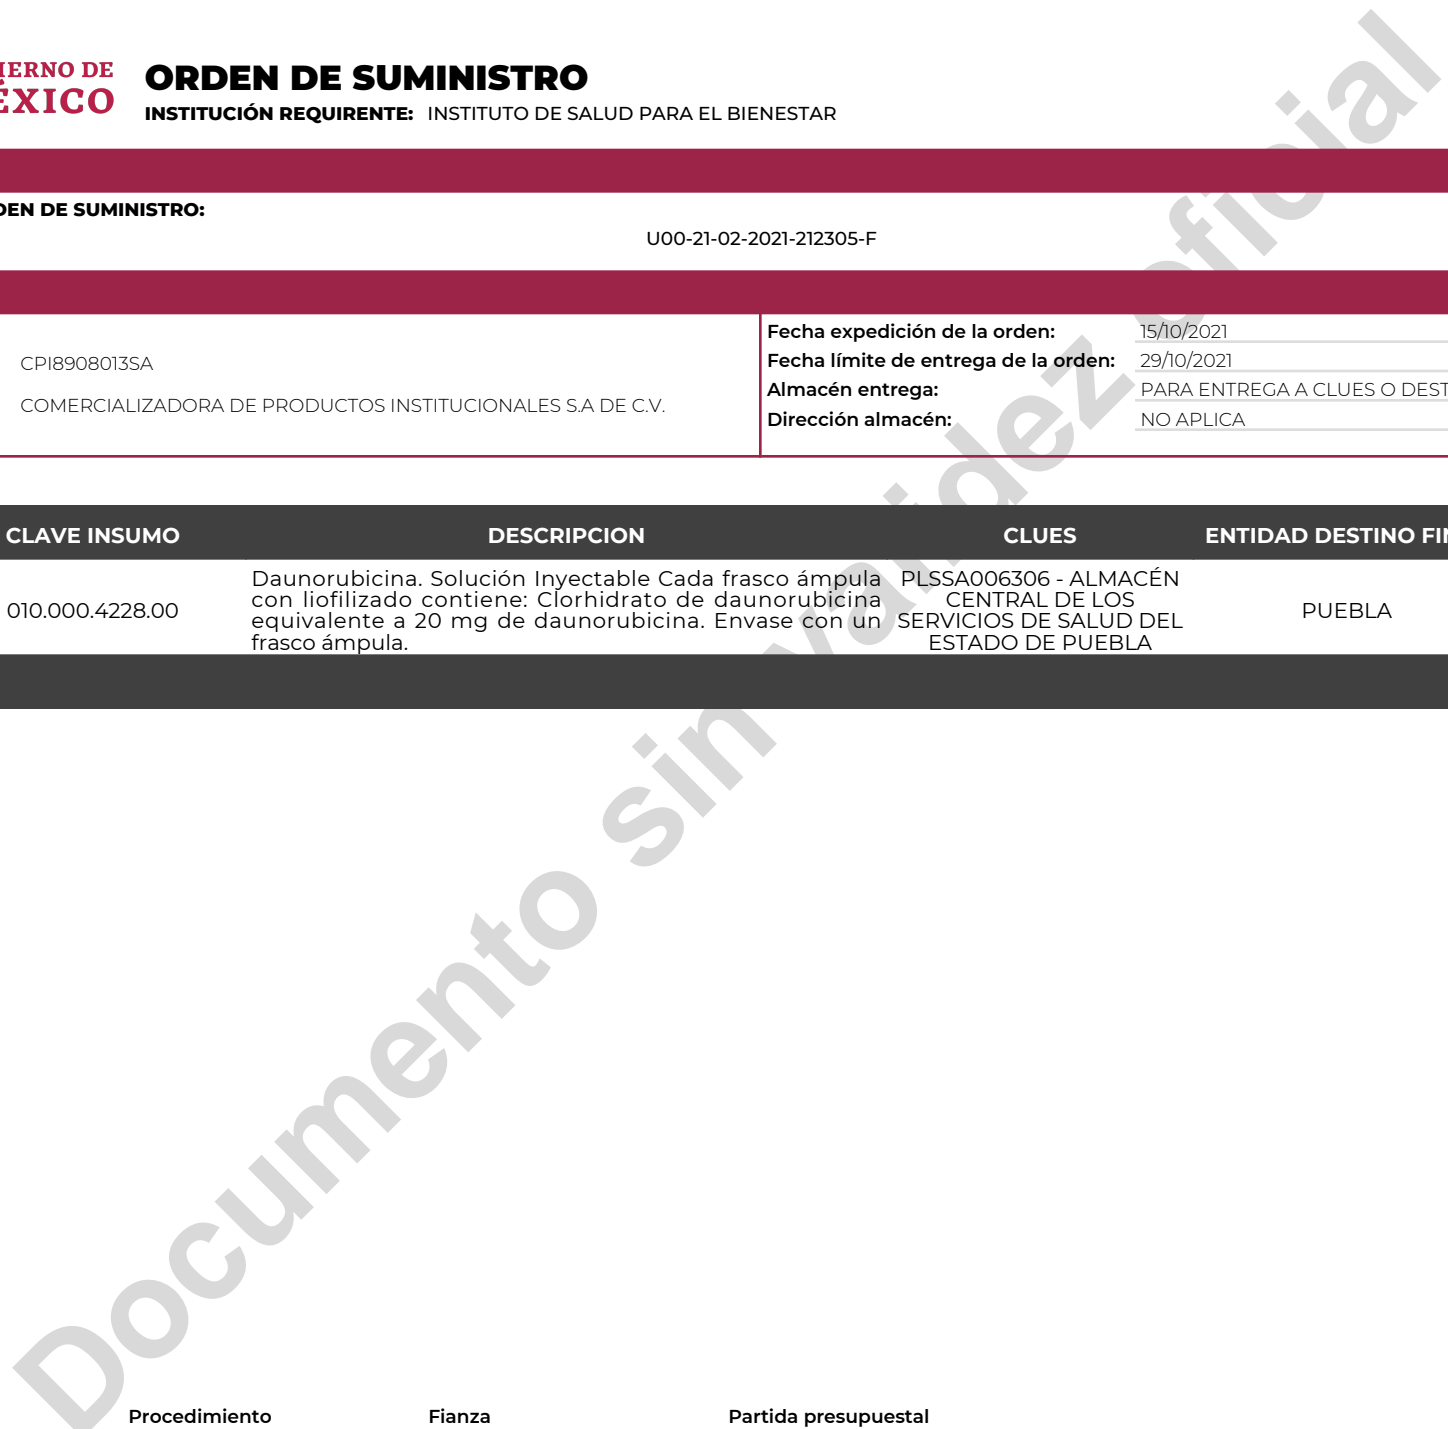 IERNO DE
ÉXICO
ORDEN DE SUMINISTRO
INSTITUCIÓN REQUIRENTE: INSTITUTO DE SALUD PARA EL BIENESTAR
DEN DE SUMINISTRO:
U00-21-02-2021-212305-F
CPI8908013SA
COMERCIALIZADORA DE PRODUCTOS INSTITUCIONALES S.A DE C.V.
Fecha expedición de la orden: 15/10/2021
Fecha límite de entrega de la orden: 29/10/2021
Almacén entrega: PARA ENTREGA A CLUES O DEST
Dirección almacén: NO APLICA
CLAVE INSUMO DESCRIPCION CLUES ENTIDAD DESTINO FIN
010.000.4228.00
Daunorubicina. Solución Inyectable Cada frasco ámpula
con liofilizado contiene: Clorhidrato de daunorubicina
equivalente a 20 mg de daunorubicina. Envase con un
frasco ámpula.
PLSSA006306 - ALMACÉN
CENTRAL DE LOS
SERVICIOS DE SALUD DEL
ESTADO DE PUEBLA
PUEBLA
Documento sin validez oficial
Procedimiento Fianza Partida presupuestal